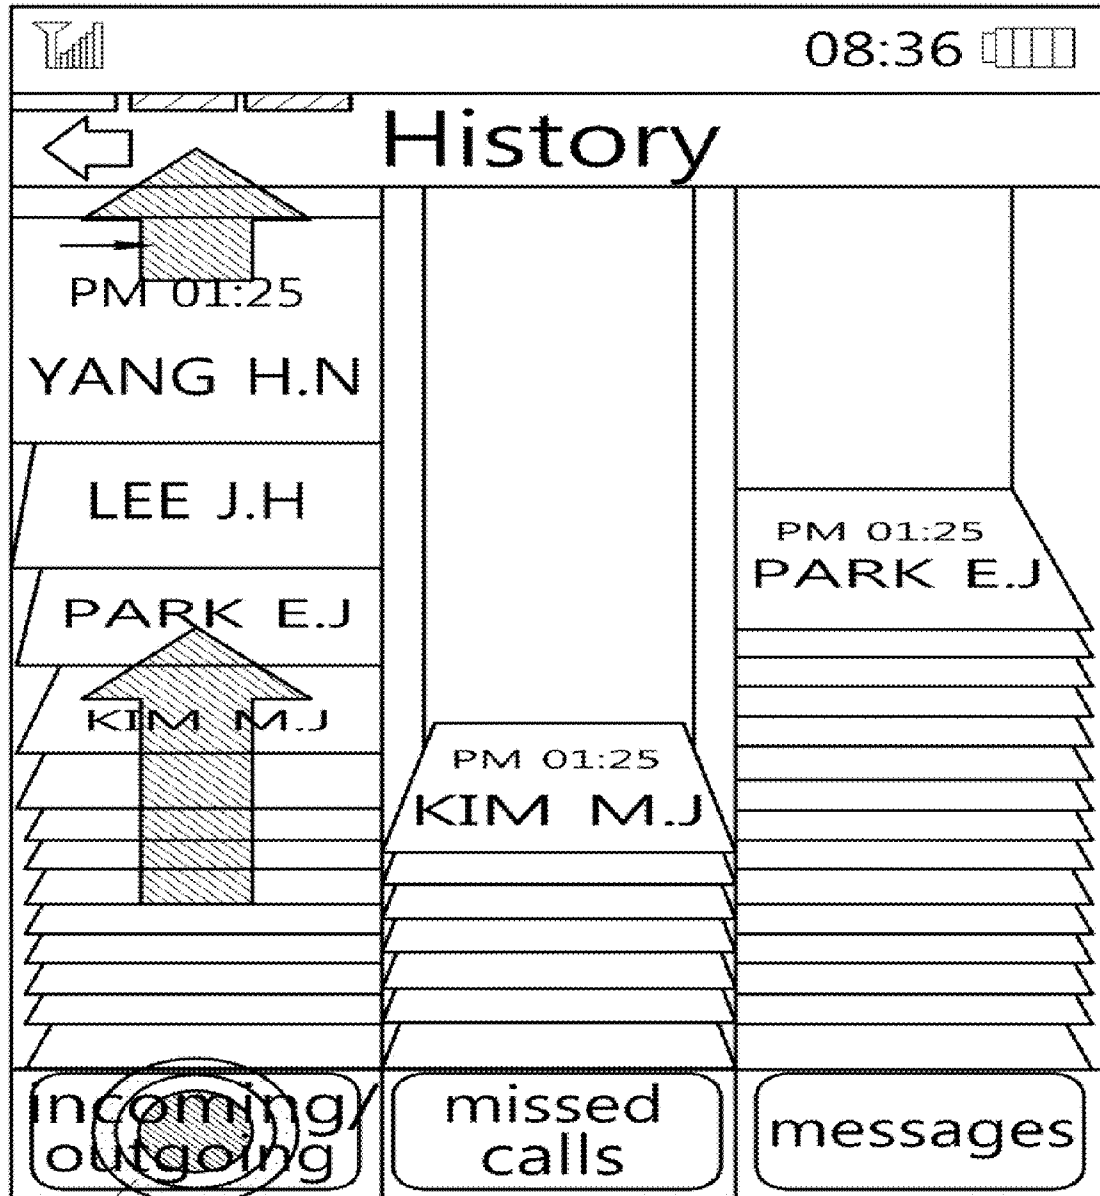 08:36
History
PM 01:25
YANG H.N
LEE J.H
PARK E.J
KIM M.J
PM 01:25
KIM M.J
PM 01:25
PARK E.J
incoming/
outgoing
missed
calls
messages